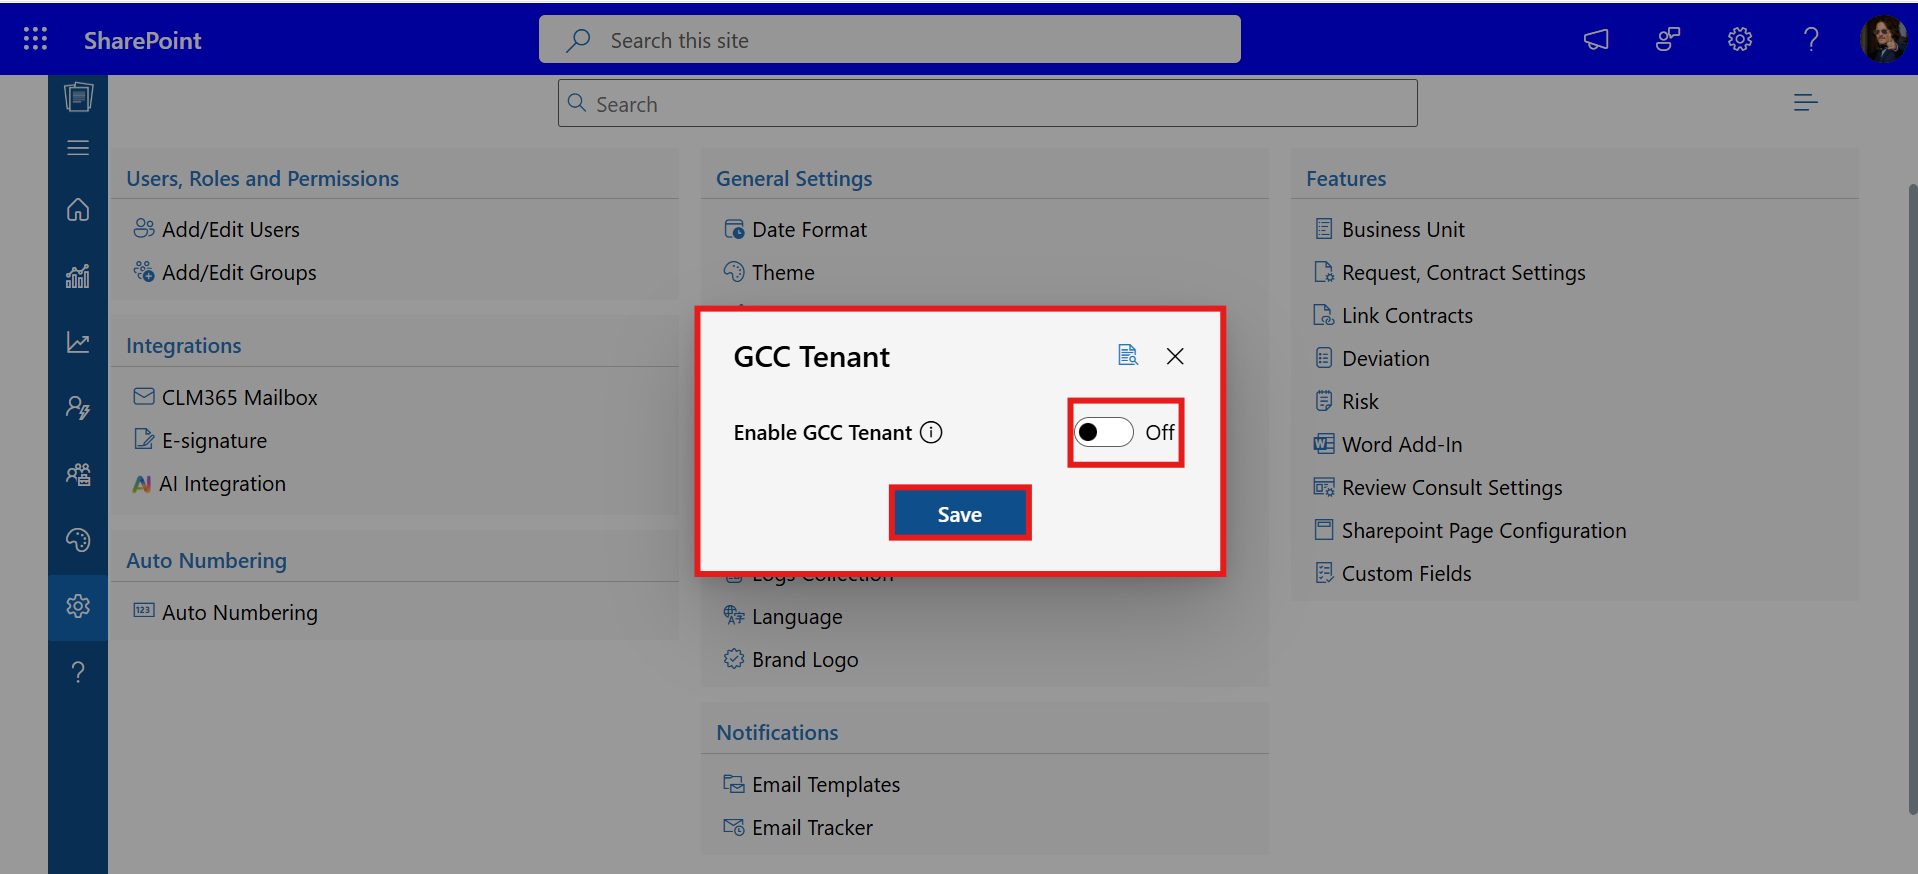 SharePoint
Search this site
Search
Users, Roles and Permissions
Add/Edit Users
Add/Edit Groups
Integrations
CLM365 Mailbox
E-signature
AI Integration
Auto Numbering
123 Auto Numbering
General Settings
Date Format
Theme
GCC Tenant
Enable GCC Tenant
Off
Save
Logs Collection
Language
Brand Logo
Notifications
Email Templates
Email Tracker
Features
Business Unit
Request, Contract Settings
Link Contracts
Deviation
Risk
Word Add-In
Review Consult Settings
Sharepoint Page Configuration
Custom Fields